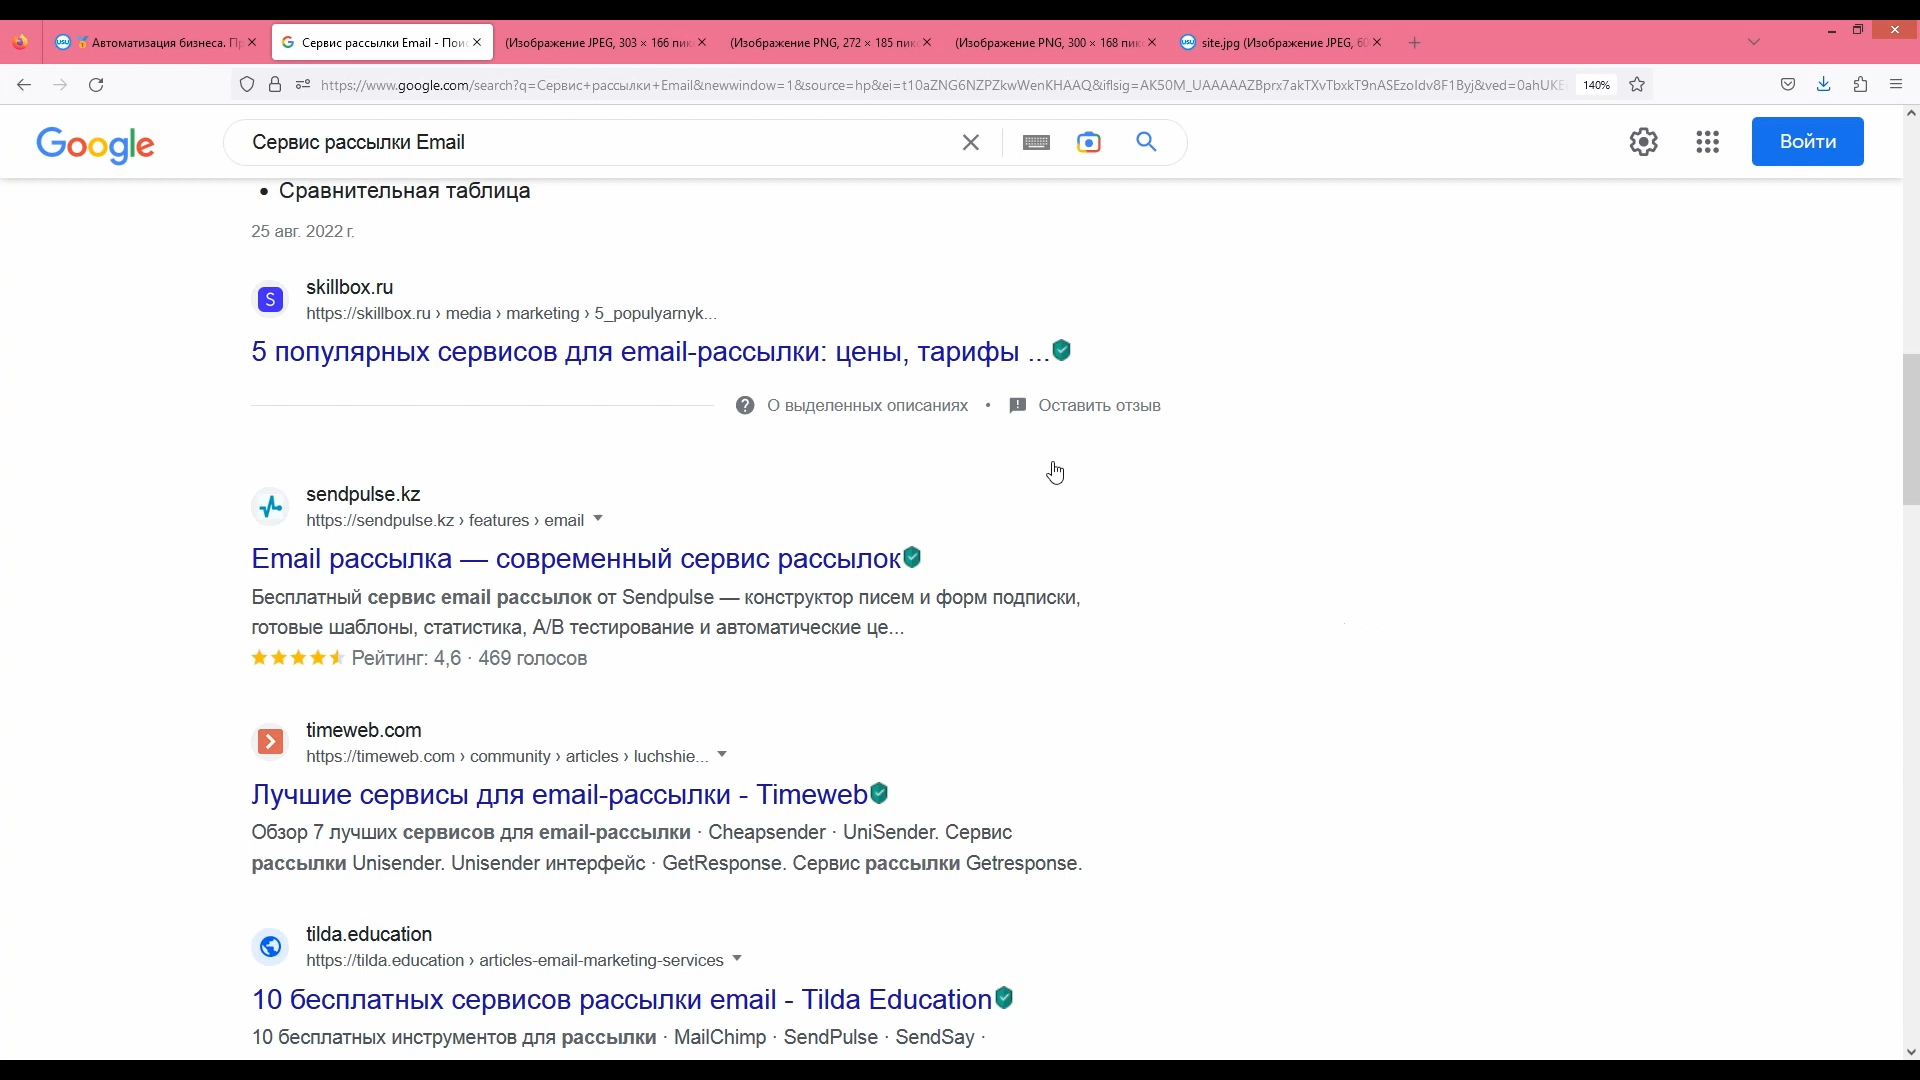 Автоматизация бизнеса. Пр
Сервис рассылки Email - Поис
(Изображение JPEG, 303 × 166 пик
(Изображение PNG, 272 × 185 пикс
(Изображение PNG, 300 × 168 пикс
site.jpg (Изображение JPEG, 60
https://www.google.com/search?q=Сервис+рассылки+Email&newwindow=1&source=hp&ei=t10aZNG6NZPZkwWenKHAAQ&iflsig=AK50M_UAAAAAZBprx7akTXvTbxkT9nASEzoIdv8F1Byj&ved=0ahUKE
140%
Google
Сервис рассылки Email
Войти
• Сравнительная таблица
25 авг. 2022 г.
S
skillbox.ru
https://skillbox.ru › media › marketing › 5_populyarnyk...
5 популярных сервисов для email-рассылки: цены, тарифы ...
О выделенных описаниях • Оставить отзыв
sendpulse.kz
https://sendpulse.kz › features › email
Email рассылка — современный сервис рассылок
Бесплатный сервис email рассылок от Sendpulse — конструктор писем и форм подписки,
готовые шаблоны, статистика, A/B тестирование и автоматические це...
Рейтинг: 4,6 · 469 голосов
timeweb.com
https://timeweb.com › community › articles › luchshie...
Лучшие сервисы для email-рассылки - Timeweb
Обзор 7 лучших сервисов для email-рассылки · Cheapsender · UniSender. Сервис
рассылки Unisender. Unisender интерфейс · GetResponse. Сервис рассылки Getresponse.
tilda.education
https://tilda.education › articles-email-marketing-services
10 бесплатных сервисов рассылки email - Tilda Education
10 бесплатных инструментов для рассылки · MailChimp · SendPulse · SendSay ·